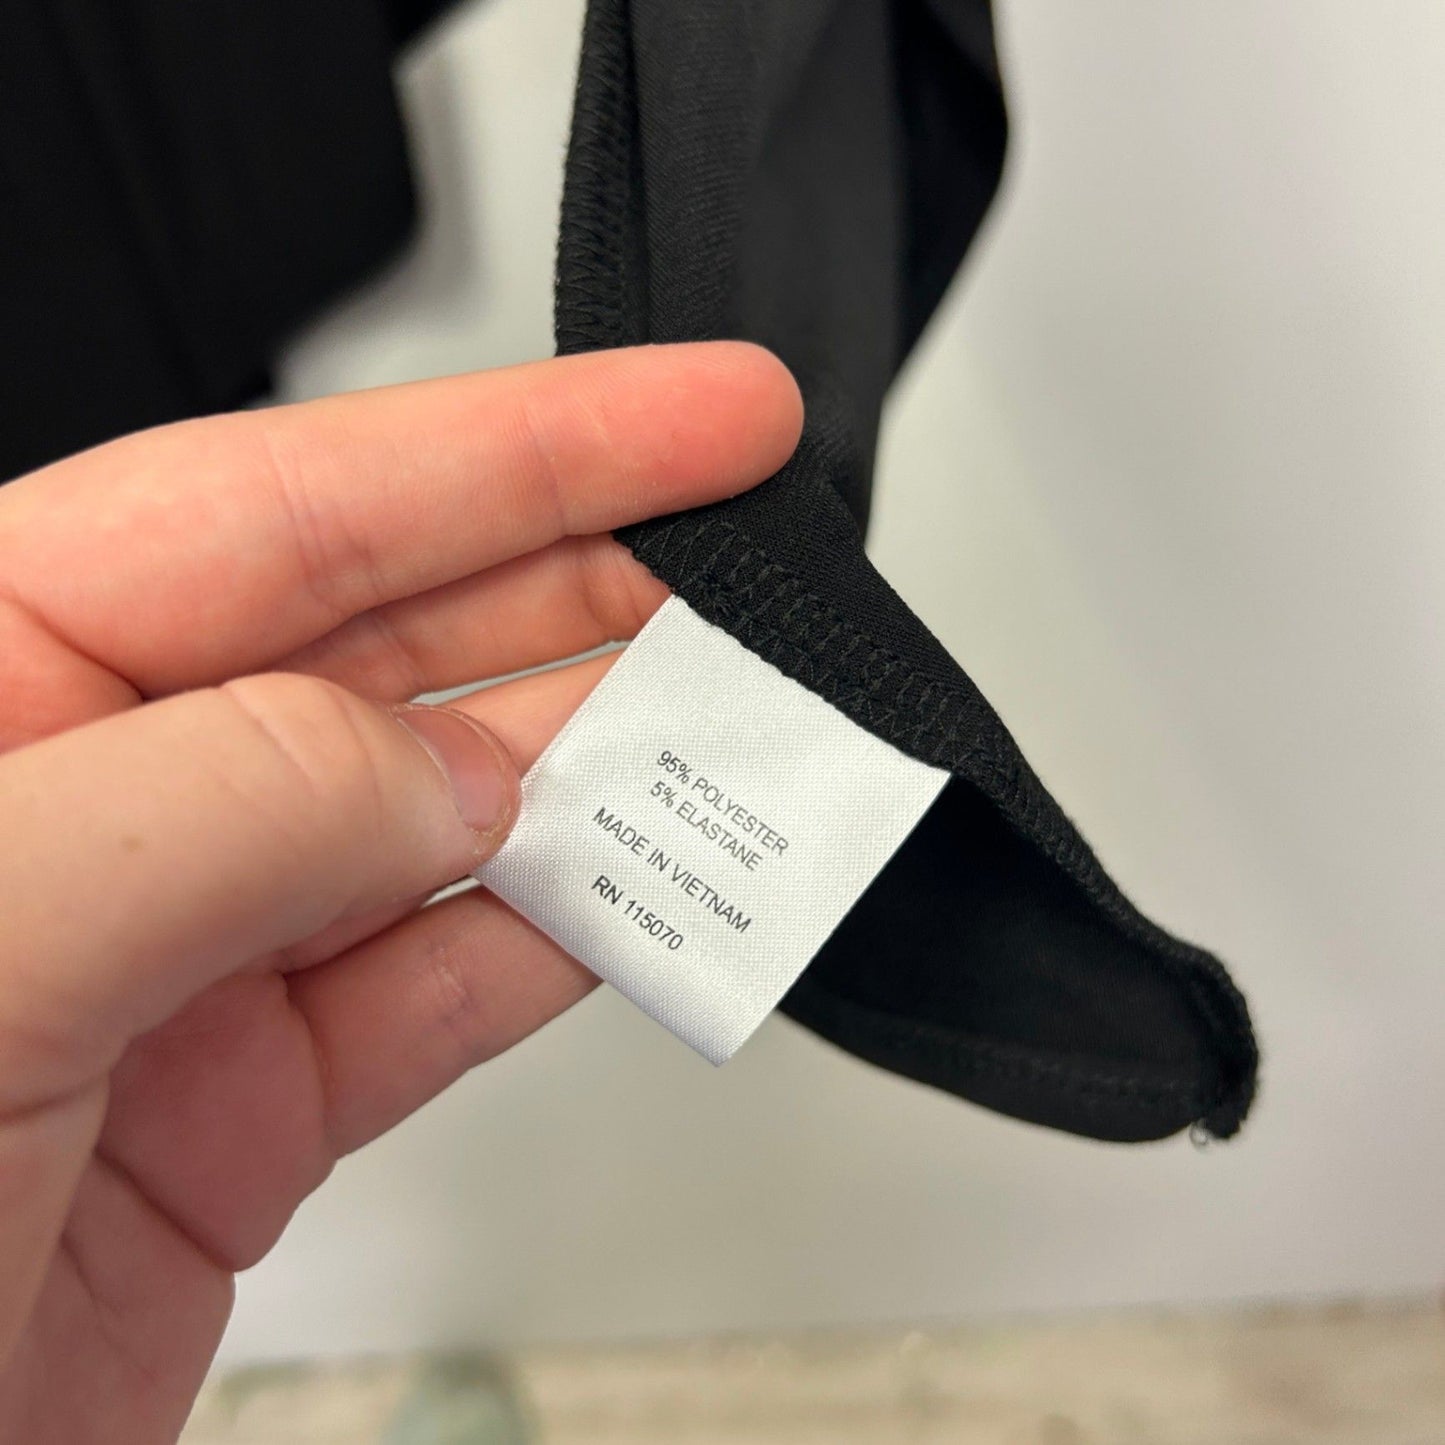 95% POLYESTER
5% ELASTANE
MADE IN VIETNAM
RN 115070